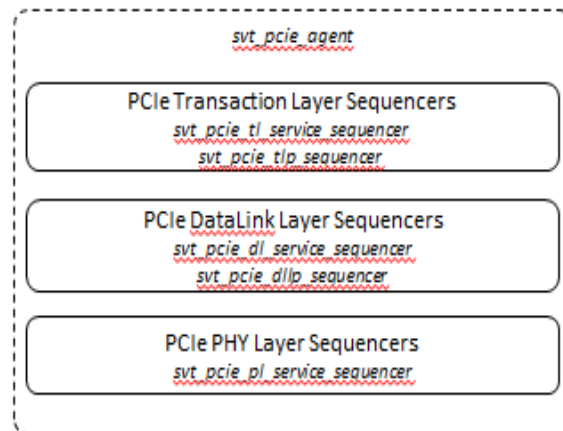 svt_pcie_agent
PCIe Transaction Layer Sequencers
svt_pcie_tl_service_sequencer
svt_pcie_tlp_sequencer
PCIe DataLink Layer Sequencers
svt_pcie_dl_service_sequencer
svt_pcie_dllp_sequencer
PCIe PHY Layer Sequencers
svt_pcie_pl_service_sequencer